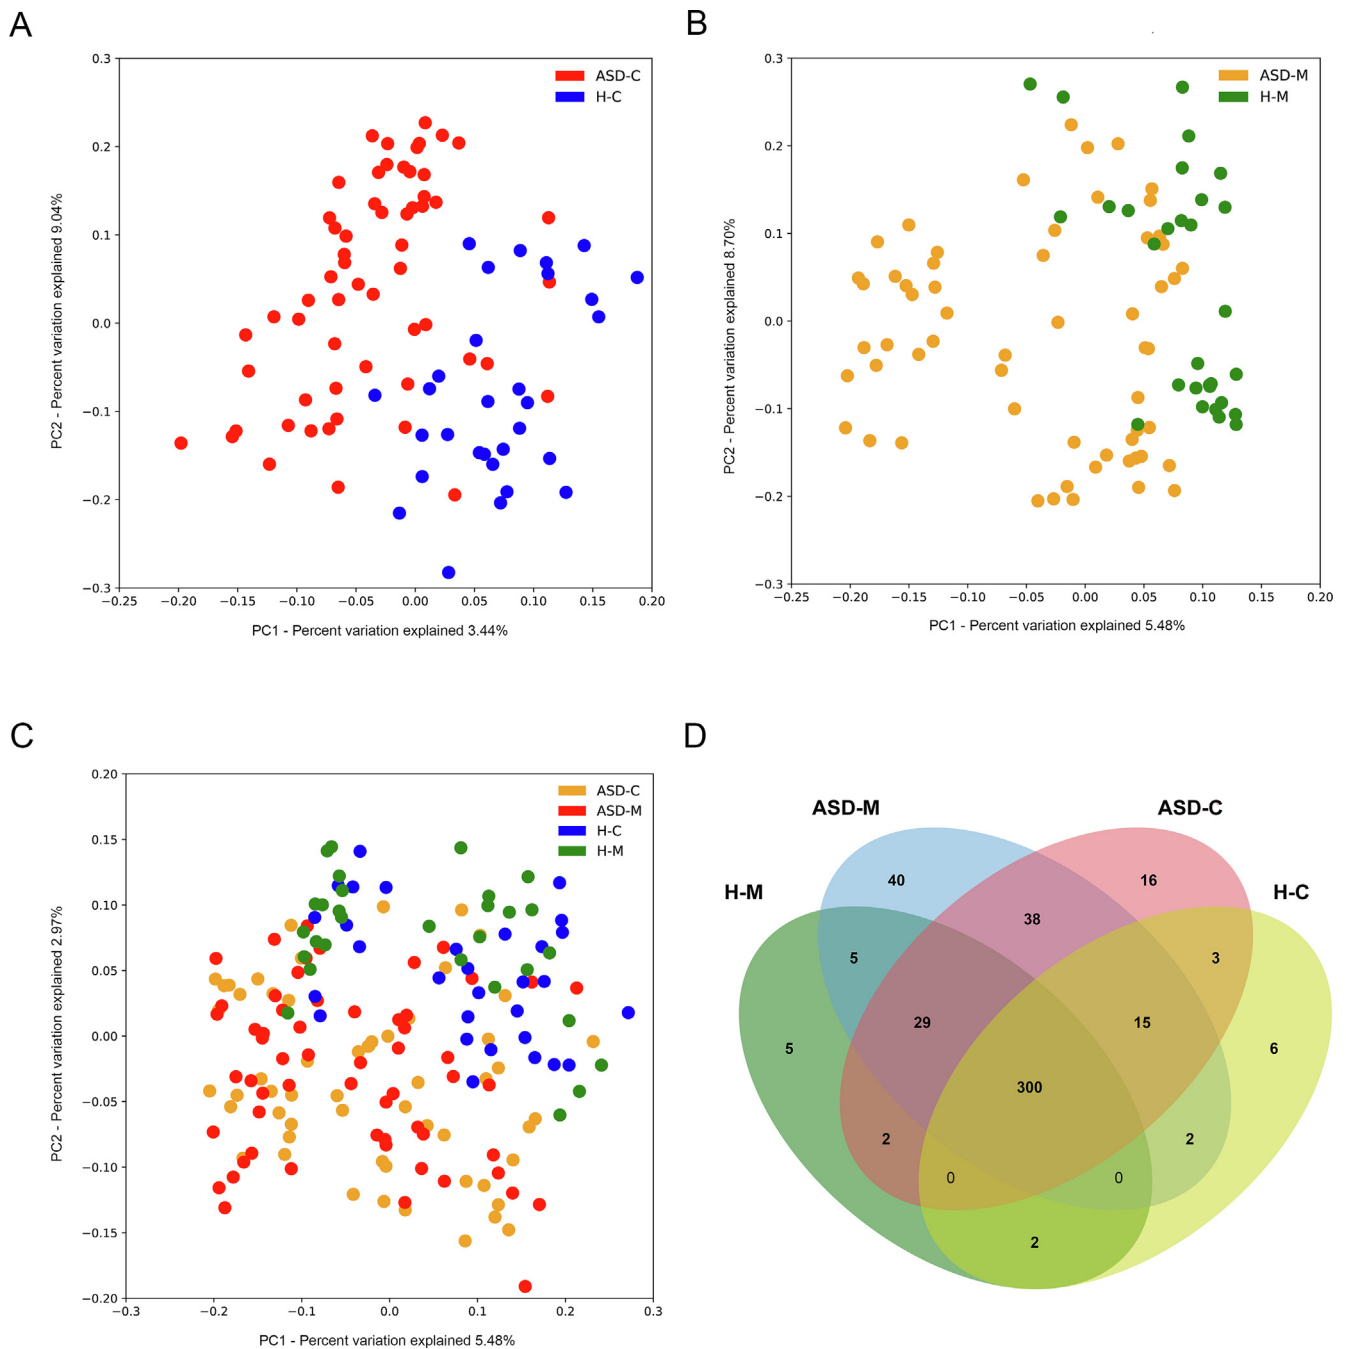 A
ASD-C
H-C
0.3
0.2
0.1
0.0
−0.1
−0.2
−0.3
PC2 - Percent variation explained 9.04%
−0.25 −0.20 −0.15 −0.10 −0.05 0.00 0.05 0.10 0.15 0.20
PC1 - Percent variation explained 3.44%
B
ASD-M
H-M
0.3
0.2
0.1
0.0
−0.1
−0.2
−0.3
PC2 - Percent variation explained 8.70%
−0.25 −0.20 −0.15 −0.10 −0.05 0.00 0.05 0.10 0.15 0.20
PC1 - Percent variation explained 5.48%
C
ASD-C
ASD-M
H-C
H-M
0.20
0.15
0.10
0.05
0.00
−0.05
−0.10
−0.15
−0.20
PC2 - Percent variation explained 2.97%
−0.3 −0.2 −0.1 0.0 0.1 0.2 0.3
PC1 - Percent variation explained 5.48%
D
ASD-M ASD-C
H-M H-C
40 16
38
5 3
29 15
5 6
300
2 2
0 0
2